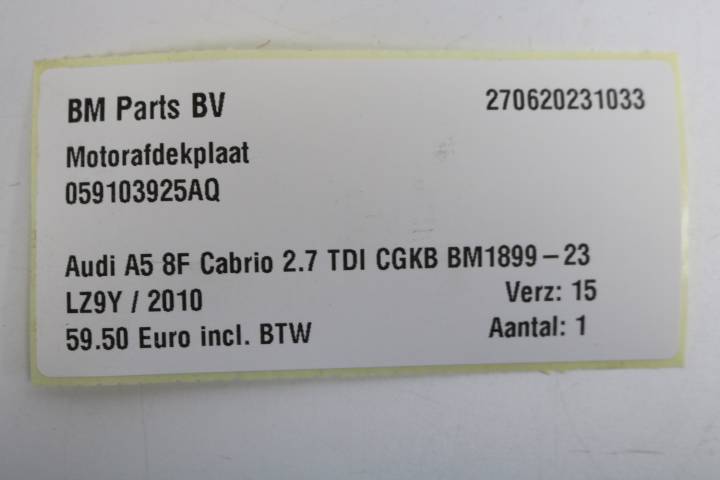 BM Parts BV 270620231033
Motorafdekplaat
059103925AQ
Audi A5 8F Cabrio 2.7 TDI CGKB BM1899-23
LZ9Y / 2010 Verz: 15
59.50 Euro incl. BTW Aantal: 1